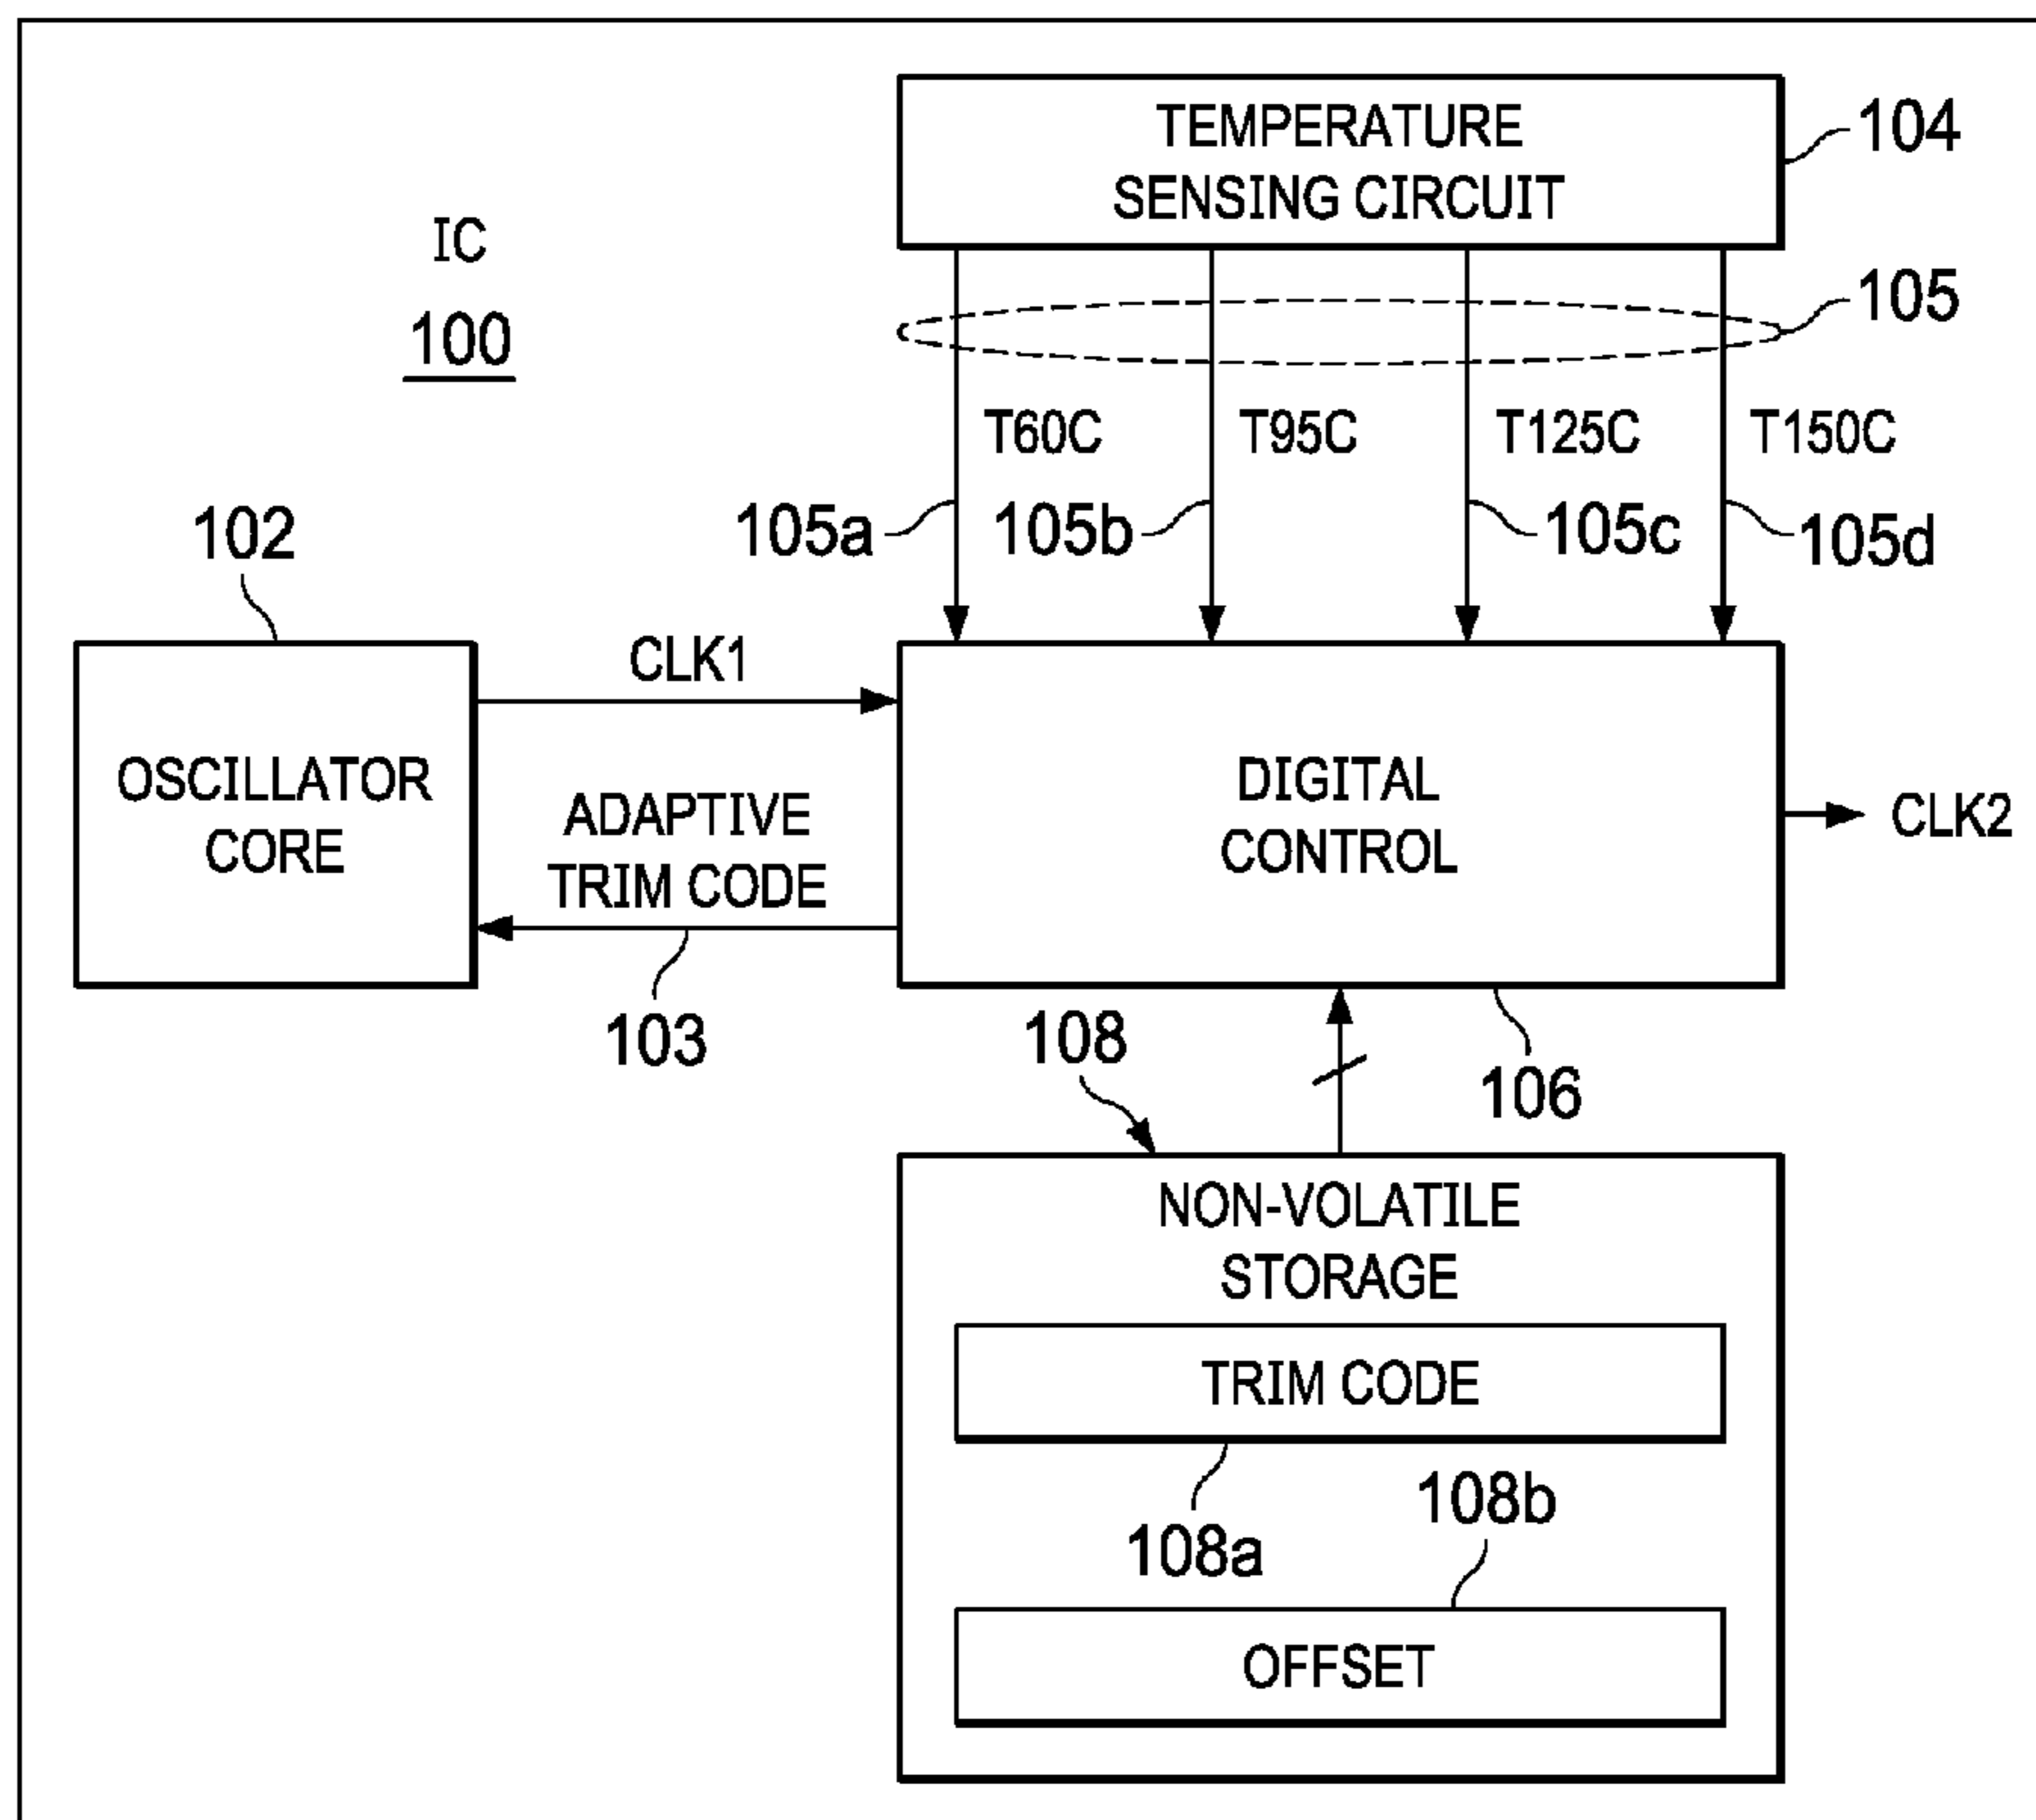 TEMPERATURE
SENSING CIRCUIT
104
IC
100
105
T60C
T95C
T125C
T150C
105a
105b
105c
105d
102
CLK1
OSCILLATOR
CORE
ADAPTIVE
TRIM CODE
103
DIGITAL
CONTROL
CLK2
106
108
NON-VOLATILE
STORAGE
TRIM CODE
108a
108b
OFFSET